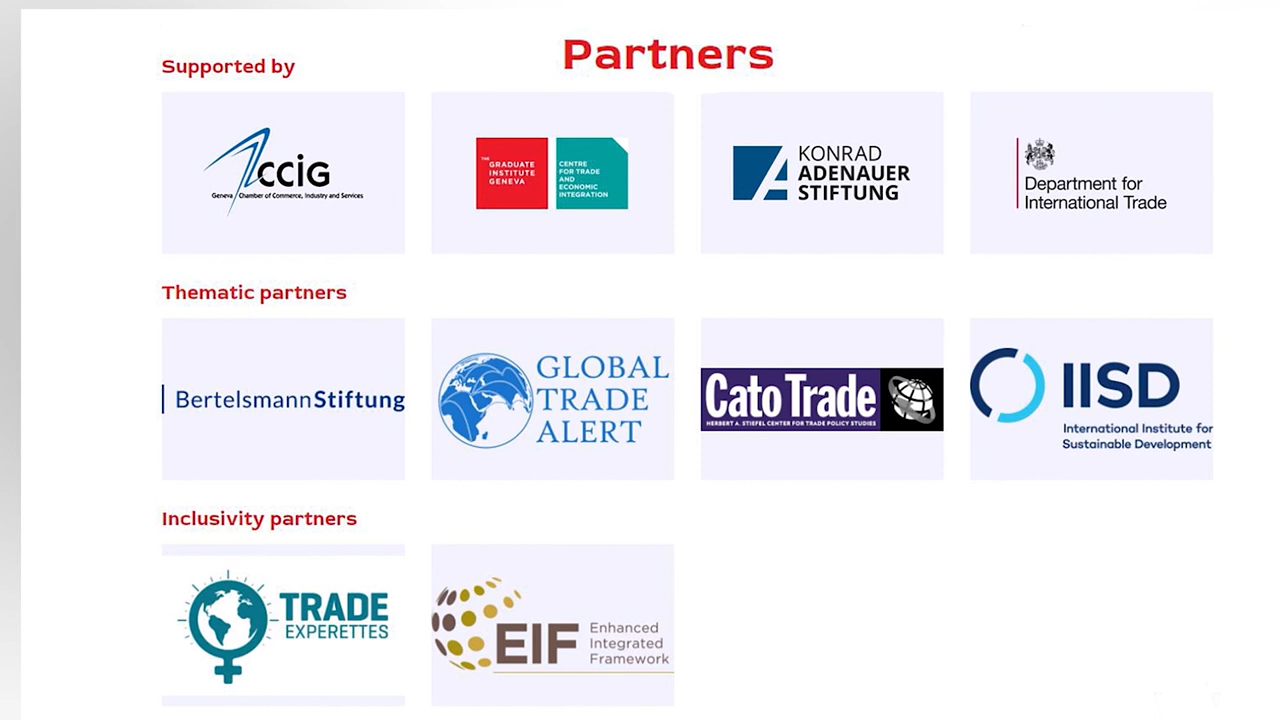 Partners
Supported by
CCIG
Geneva Chamber of Commerce, Industry and Services
THE
GRADUATE
INSTITUTE
GENEVA
CENTRE
FOR TRADE
AND
ECONOMIC
INTEGRATION
KONRAD
ADENAUER
STIFTUNG
Department for
International Trade
Thematic partners
BertelsmannStiftung
GLOBAL
TRADE
ALERT
Cato Trade
HERBERT A. STIEFEL CENTER FOR TRADE POLICY STUDIES
IISD
International Institute for
Sustainable Development
Inclusivity partners
TRADE
EXPERETTES
EIF
Enhanced
Integrated
Framework